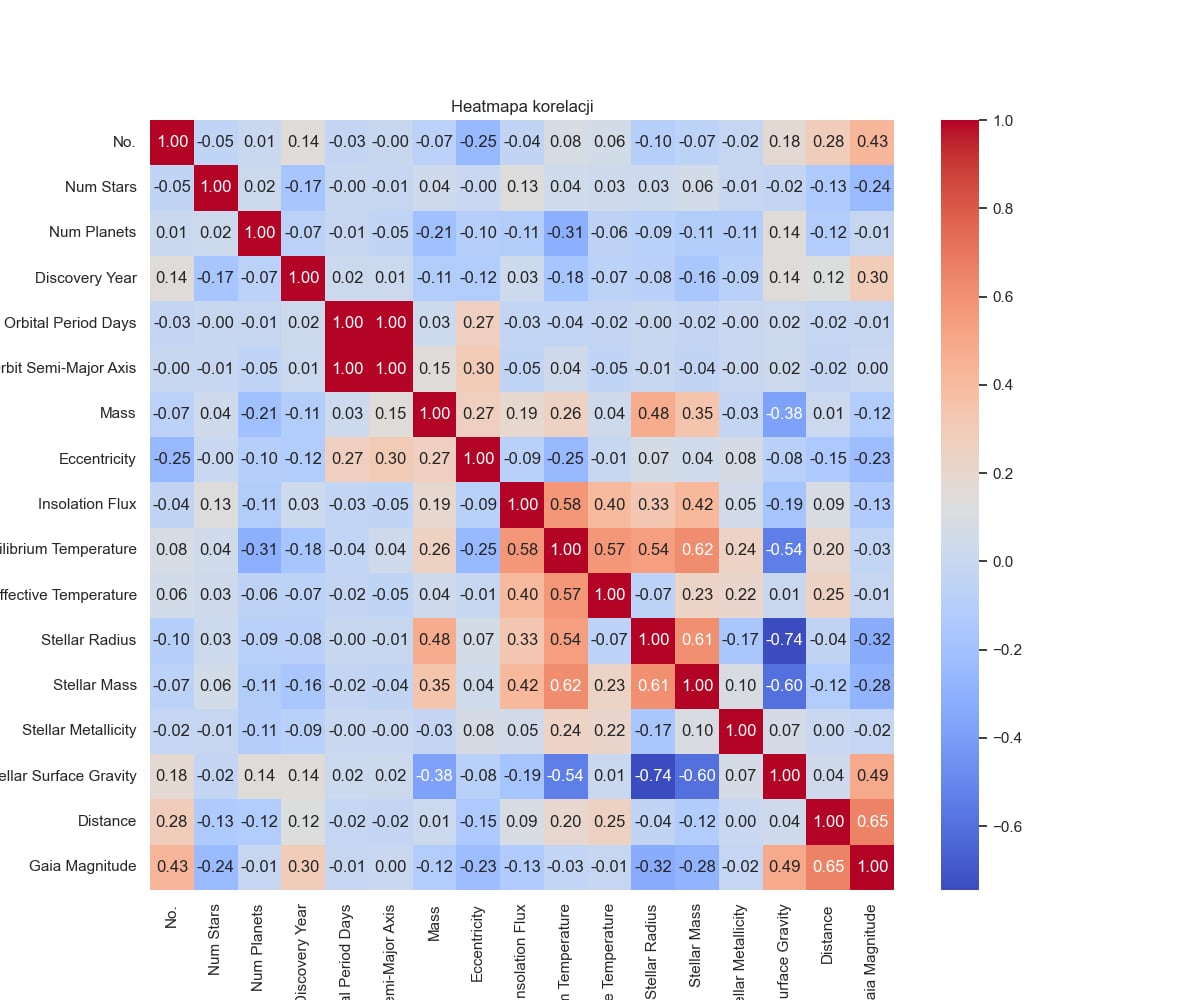 Heatmapa korelacji
No. 1.00 -0.05 0.01 0.14 -0.03 -0.00 -0.07 -0.25 -0.04 0.08 0.06 -0.10 -0.07 -0.02 0.18 0.28 0.43
Num Stars -0.05 1.00 0.02 -0.17 -0.00 -0.01 0.04 -0.00 0.13 0.04 0.03 0.03 0.06 -0.01 -0.02 -0.13 -0.24
Num Planets 0.01 0.02 1.00 -0.07 -0.01 -0.05 -0.21 -0.10 -0.11 -0.31 -0.06 -0.09 -0.11 -0.11 0.14 -0.12 -0.01
Discovery Year 0.14 -0.17 -0.07 1.00 0.02 0.01 -0.11 -0.12 0.03 -0.18 -0.07 -0.08 -0.16 -0.09 0.14 0.12 0.30
Orbital Period Days -0.03 -0.00 -0.01 0.02 1.00 1.00 0.03 0.27 -0.03 -0.04 -0.02 -0.00 -0.02 -0.00 0.02 -0.02 -0.01
rbit Semi-Major Axis -0.00 -0.01 -0.05 0.01 1.00 1.00 0.15 0.30 -0.05 0.04 -0.05 -0.01 -0.04 -0.00 0.02 -0.02 0.00
Mass -0.07 0.04 -0.21 -0.11 0.03 0.15 1.00 0.27 0.19 0.26 0.04 0.48 0.35 -0.03 -0.38 0.01 -0.12
Eccentricity -0.25 -0.00 -0.10 -0.12 0.27 0.30 0.27 1.00 -0.09 -0.25 -0.01 0.07 0.04 0.08 -0.08 -0.15 -0.23
Insolation Flux -0.04 0.13 -0.11 0.03 -0.03 -0.05 0.19 -0.09 1.00 0.58 0.40 0.33 0.42 0.05 -0.19 0.09 -0.13
ilibrium Temperature 0.08 0.04 -0.31 -0.18 -0.04 0.04 0.26 -0.25 0.58 1.00 0.57 0.54 0.62 0.24 -0.54 0.20 -0.03
ffective Temperature 0.06 0.03 -0.06 -0.07 -0.02 -0.05 0.04 -0.01 0.40 0.57 1.00 -0.07 0.23 0.22 0.01 0.25 -0.01
Stellar Radius -0.10 0.03 -0.09 -0.08 -0.00 -0.01 0.48 0.07 0.33 0.54 -0.07 1.00 0.61 -0.17 -0.74 -0.04 -0.32
Stellar Mass -0.07 0.06 -0.11 -0.16 -0.02 -0.04 0.35 0.04 0.42 0.62 0.23 0.61 1.00 0.10 -0.60 -0.12 -0.28
Stellar Metallicity -0.02 -0.01 -0.11 -0.09 -0.00 -0.00 -0.03 0.08 0.05 0.24 0.22 -0.17 0.10 1.00 0.07 0.00 -0.02
ellar Surface Gravity 0.18 -0.02 0.14 0.14 0.02 0.02 -0.38 -0.08 -0.19 -0.54 0.01 -0.74 -0.60 0.07 1.00 0.04 0.49
Distance 0.28 -0.13 -0.12 0.12 -0.02 -0.02 0.01 -0.15 0.09 0.20 0.25 -0.04 -0.12 0.00 0.04 1.00 0.65
Gaia Magnitude 0.43 -0.24 -0.01 0.30 -0.01 0.00 -0.12 -0.23 -0.13 -0.03 -0.01 -0.32 -0.28 -0.02 0.49 0.65 1.00
No.
Num Stars
Num Planets
Discovery Year
al Period Days
emi-Major Axis
Mass
Eccentricity
nsolation Flux
m Temperature
e Temperature
Stellar Radius
Stellar Mass
ellar Metallicity
urface Gravity
Distance
aia Magnitude
1.0
0.8
0.6
0.4
0.2
0.0
−0.2
−0.4
−0.6